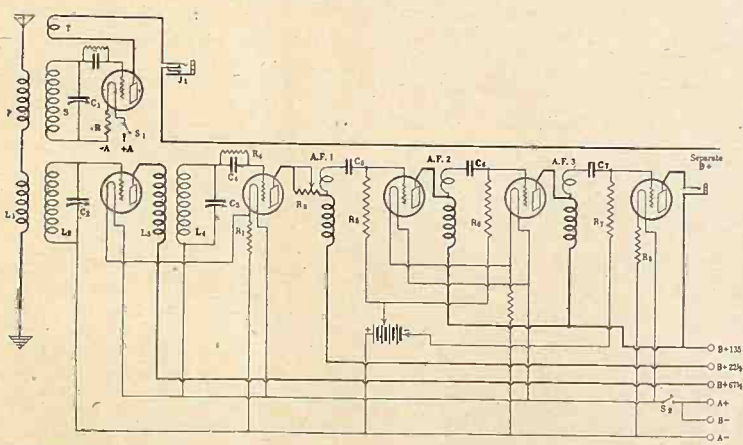 T
J1
P
S
C1
R
S1
-A
+A
R4
A.F. 1
C5
A.F. 2
C6
A.F. 3
C7
Separate
B+
C4
L1
L2
C2
L3
L4
C3
R1
R2
R5
R6
R7
R8
+
-
B+135
B+22½
B+67½
S2
A+
B-
A-